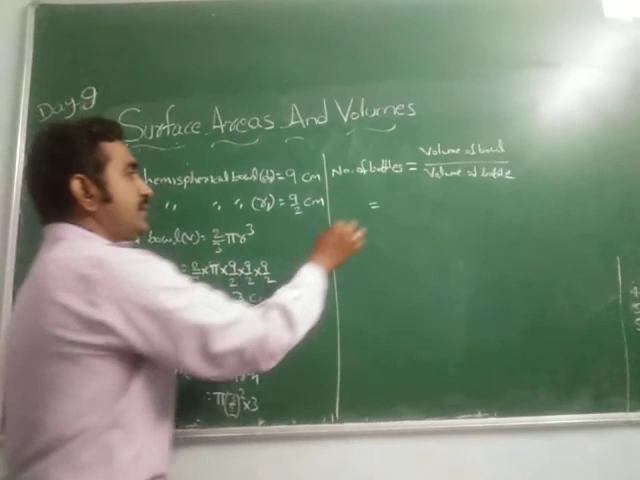 Day 9
Surface Areas And Volumes
hemispherical bowl (d) = 9 cm
" " " (r) = 9/2 cm
bowl (V) = 2/3 πr³
= 2/3 × π × 9/2 × 9/2 × 9/2
= π(3/2)² × 3
No. of bottles = Volume of bowl / Volume of bottle
=